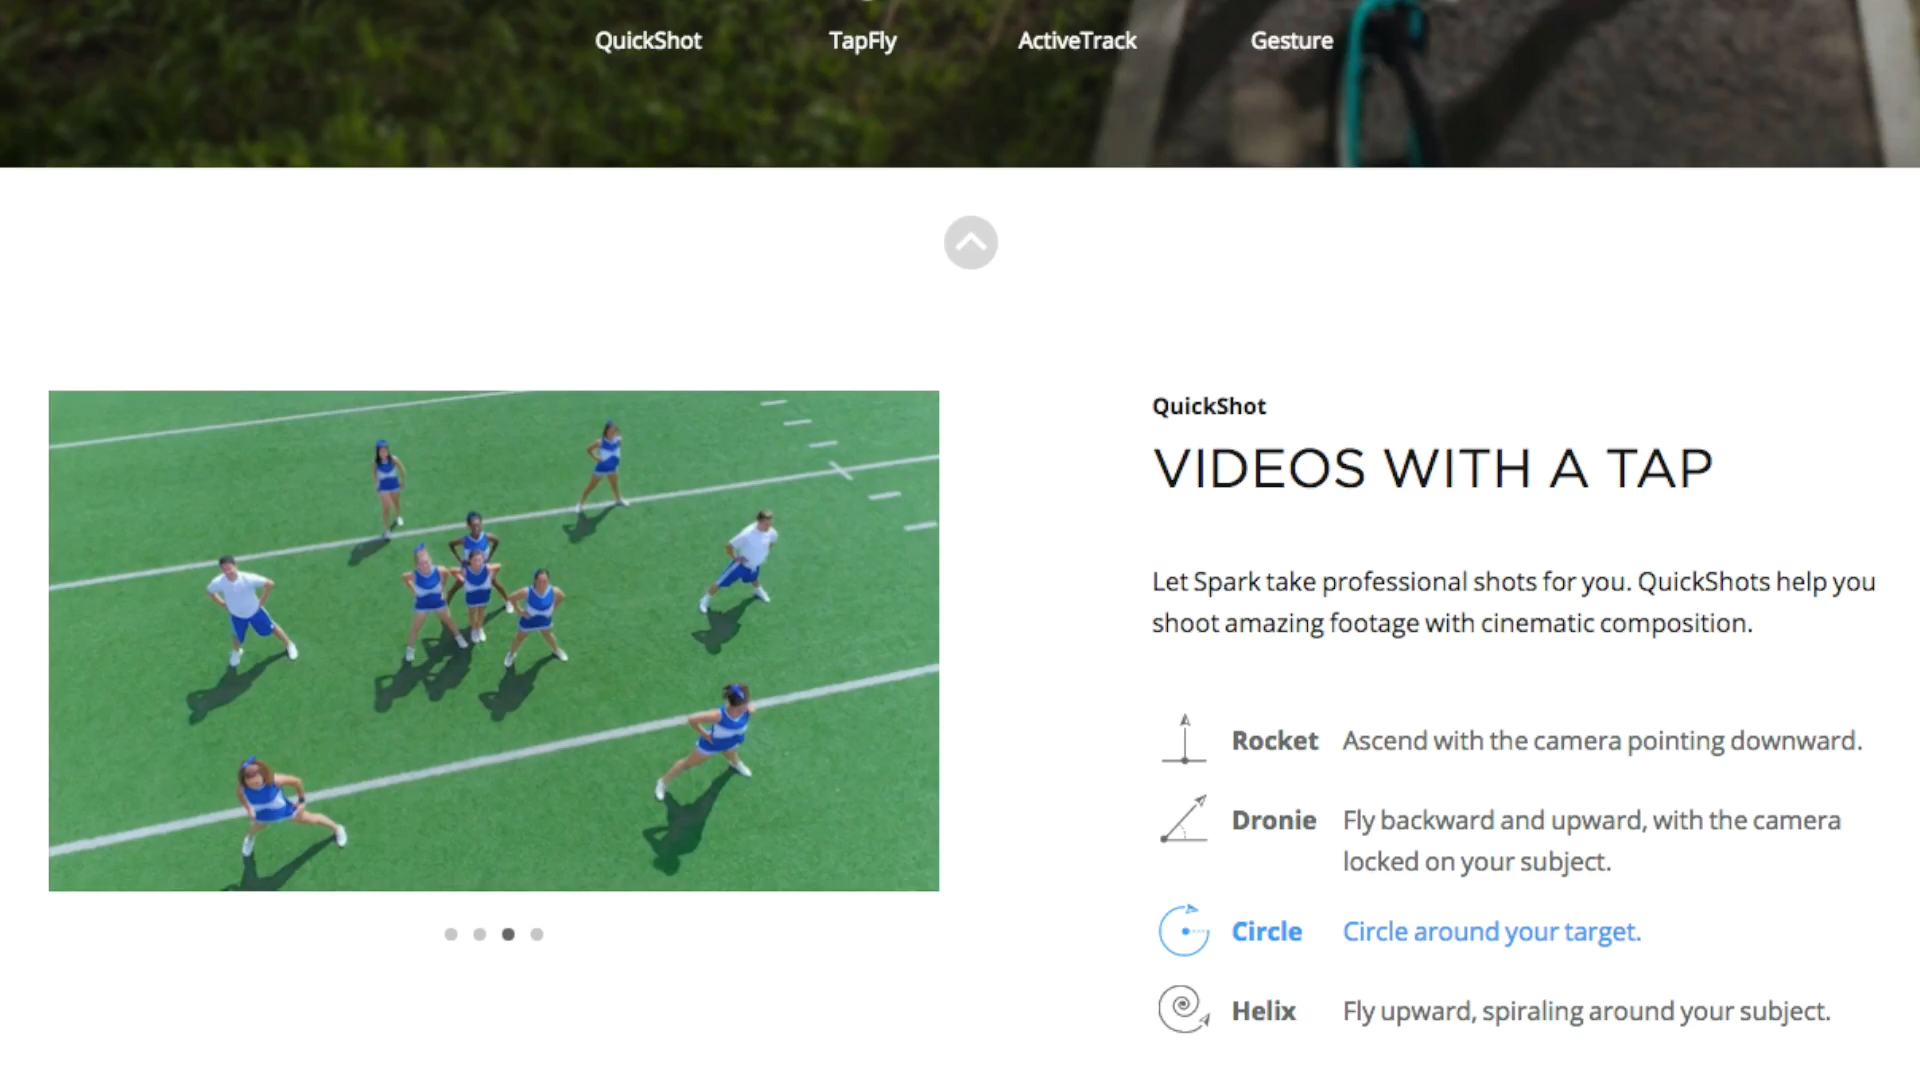 QuickShot TapFly ActiveTrack Gesture
QuickShot
VIDEOS WITH A TAP
Let Spark take professional shots for you. QuickShots help you
shoot amazing footage with cinematic composition.
Rocket Ascend with the camera pointing downward.
Dronie Fly backward and upward, with the camera
locked on your subject.
Circle Circle around your target.
Helix Fly upward, spiraling around your subject.